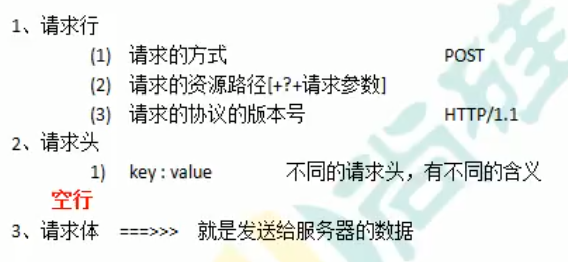 1、请求行
(1) 请求的方式 POST
(2) 请求的资源路径[+?+请求参数]
(3) 请求的协议的版本号 HTTP/1.1
2、请求头
1) key : value 不同的请求头，有不同的含义
空行
3、请求体 ===>>> 就是发送给服务器的数据
尚硅